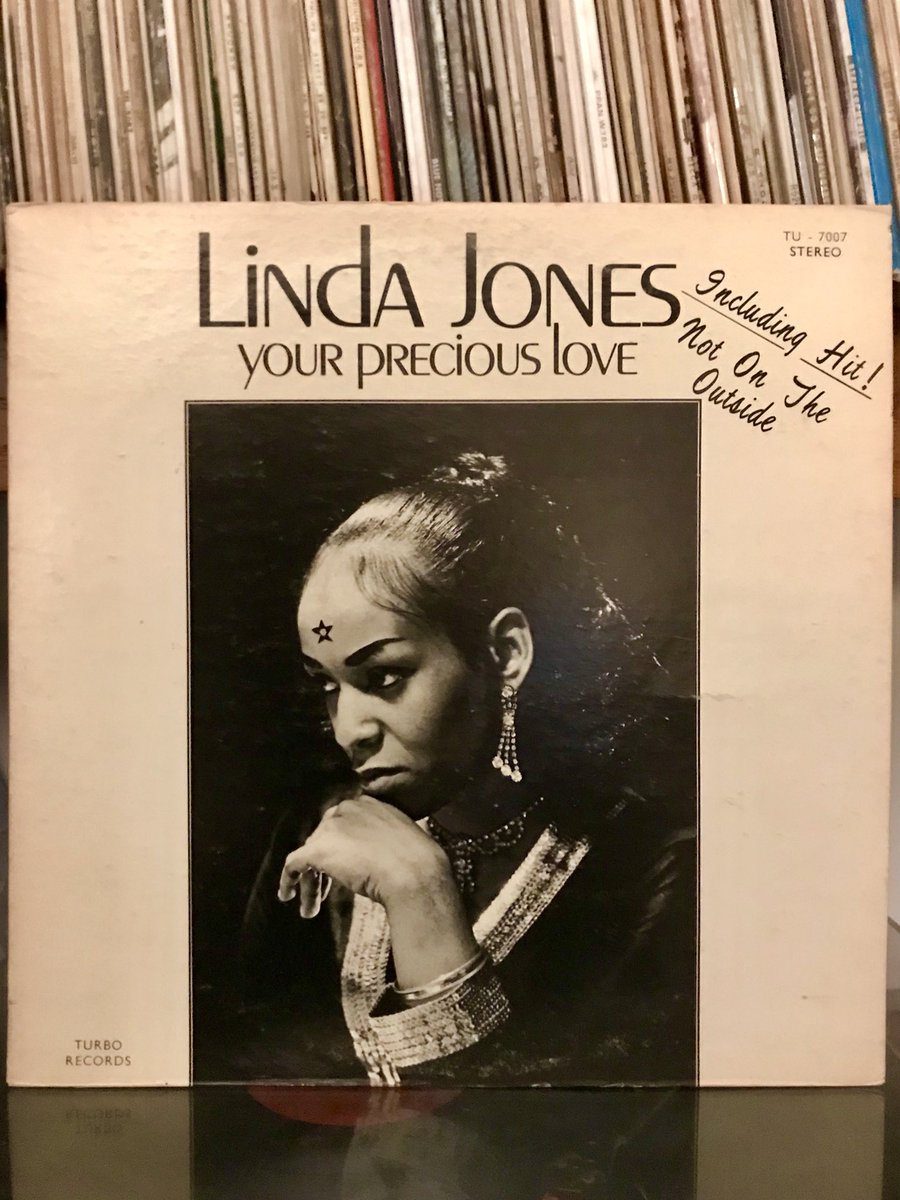 LINDA JONES
YOUR PRECIOUS LOVE
TU - 7007
STEREO
Including Hit!
Not On The
Outside
TURBO
RECORDS